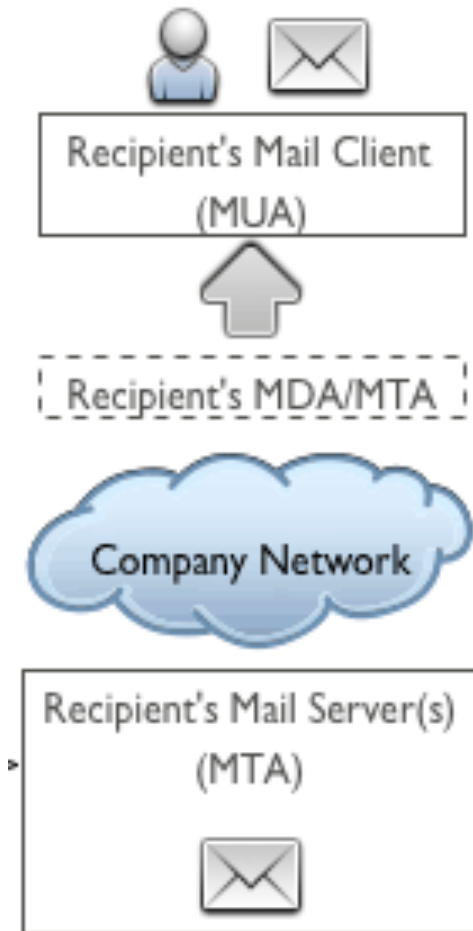 Recipient's Mail Client
(MUA)
Recipient's MDA/MTA
Company Network
Recipient's Mail Server(s)
(MTA)